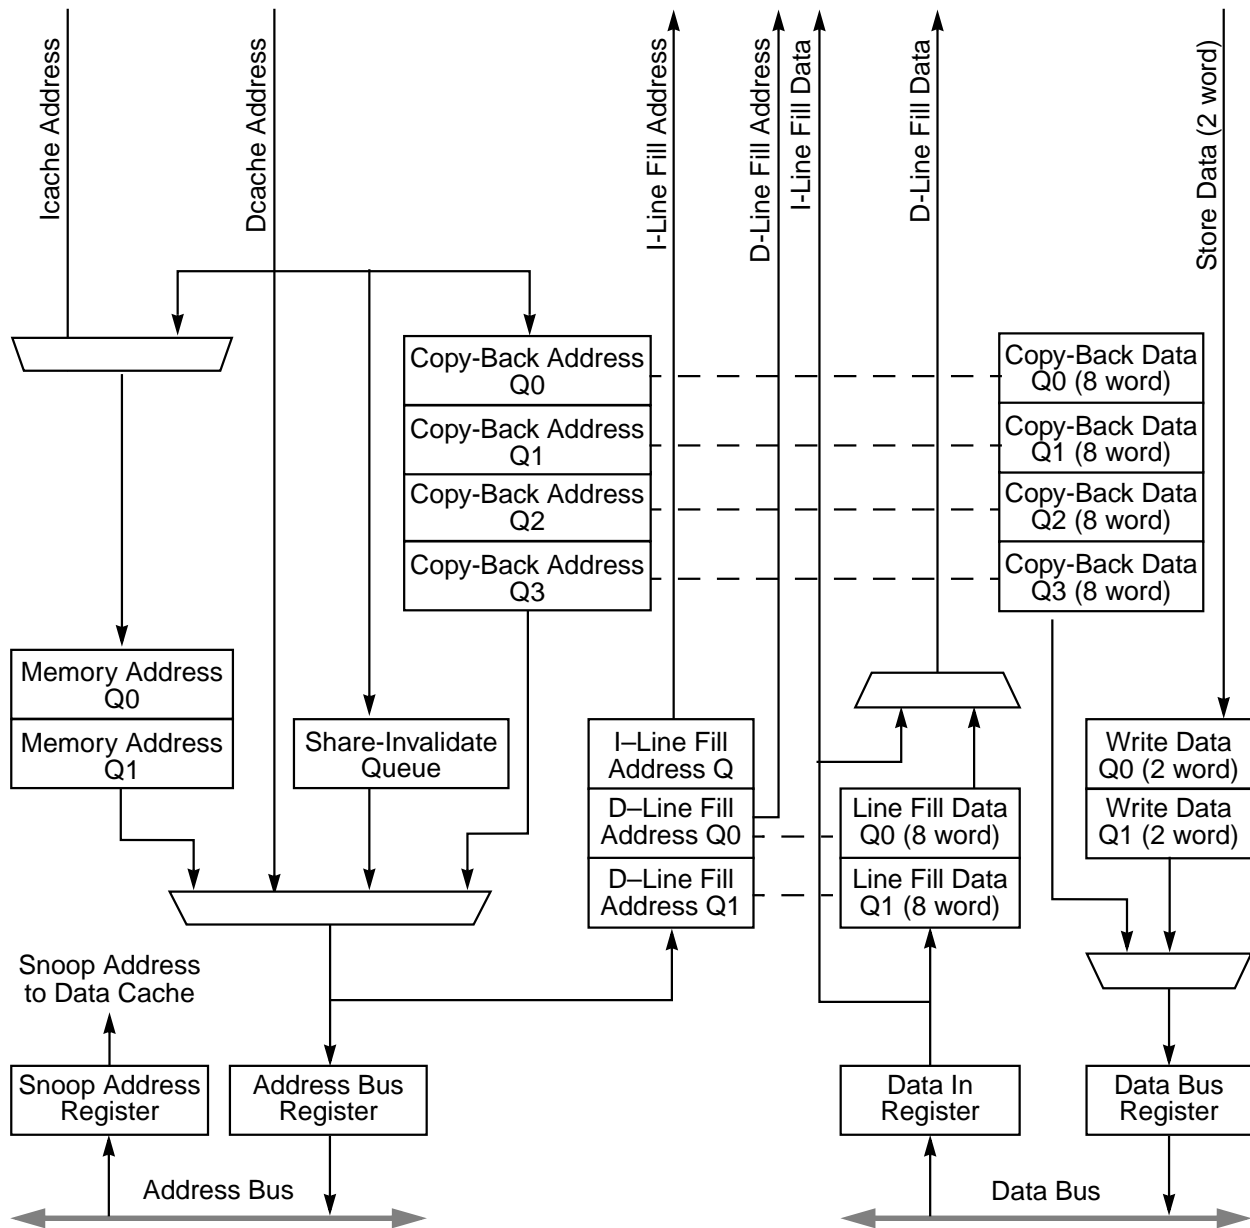 Icache Address
Dcache Address
I-Line Fill Address
D-Line Fill Address
I-Line Fill Data
D-Line Fill Data
Store Data (2 word)
Copy-Back Address
Q0
Copy-Back Address
Q1
Copy-Back Address
Q2
Copy-Back Address
Q3
Copy-Back Data
Q0 (8 word)
Copy-Back Data
Q1 (8 word)
Copy-Back Data
Q2 (8 word)
Copy-Back Data
Q3 (8 word)
Memory Address
Q0
Memory Address
Q1
Share-Invalidate
Queue
I–Line Fill
Address Q
D–Line Fill
Address Q0
D–Line Fill
Address Q1
Line Fill Data
Q0 (8 word)
Line Fill Data
Q1 (8 word)
Write Data
Q0 (2 word)
Write Data
Q1 (2 word)
Snoop Address
to Data Cache
Snoop Address
Register
Address Bus
Register
Data In
Register
Data Bus
Register
Address Bus
Data Bus